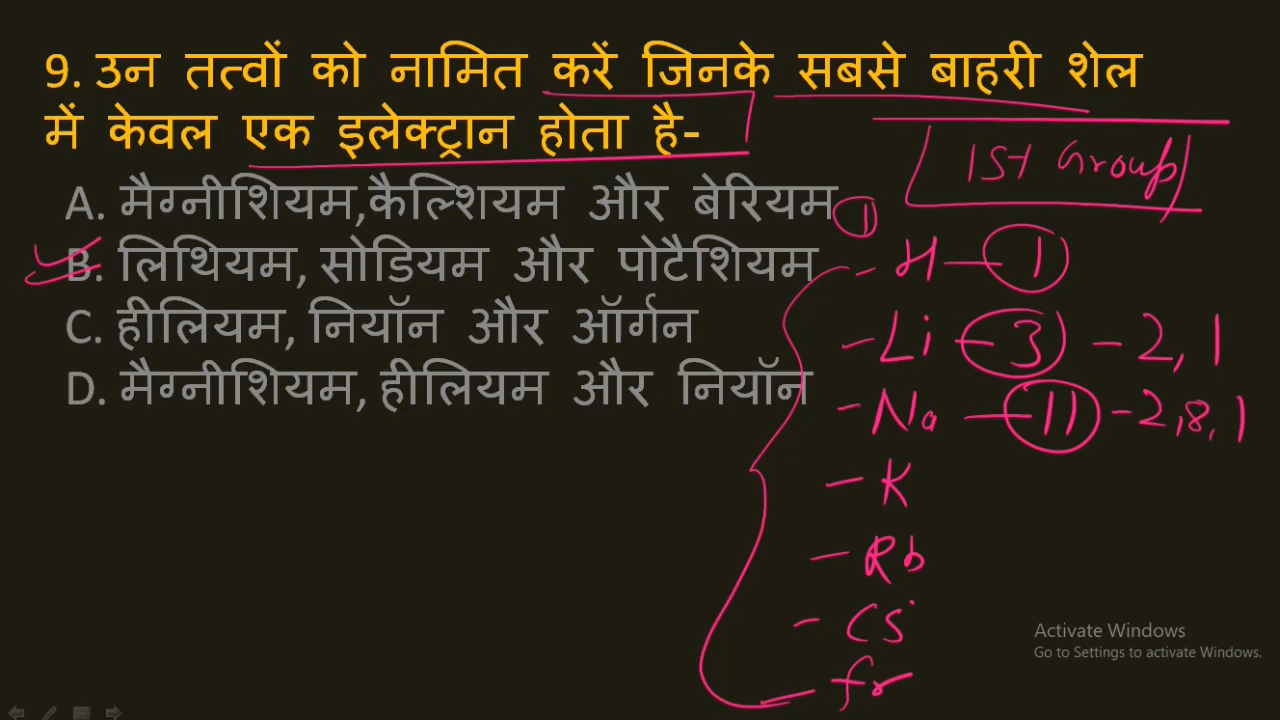 9. उन तत्वों को नामित करें जिनके सबसे बाहरी शेल
में केवल एक इलेक्ट्रान होता है-
A. मैग्नीशियम,कैल्शियम और बेरियम
B. लिथियम, सोडियम और पोटैशियम
C. हीलियम, नियॉन और ऑर्गन
D. मैग्नीशियम, हीलियम और नियॉन
1st Group
1
- H - 1
- Li - 3 - 2, 1
- Na - 11 - 2,8,1
- K
- Rb
- Cs
- fr
Activate Windows
Go to Settings to activate Windows.